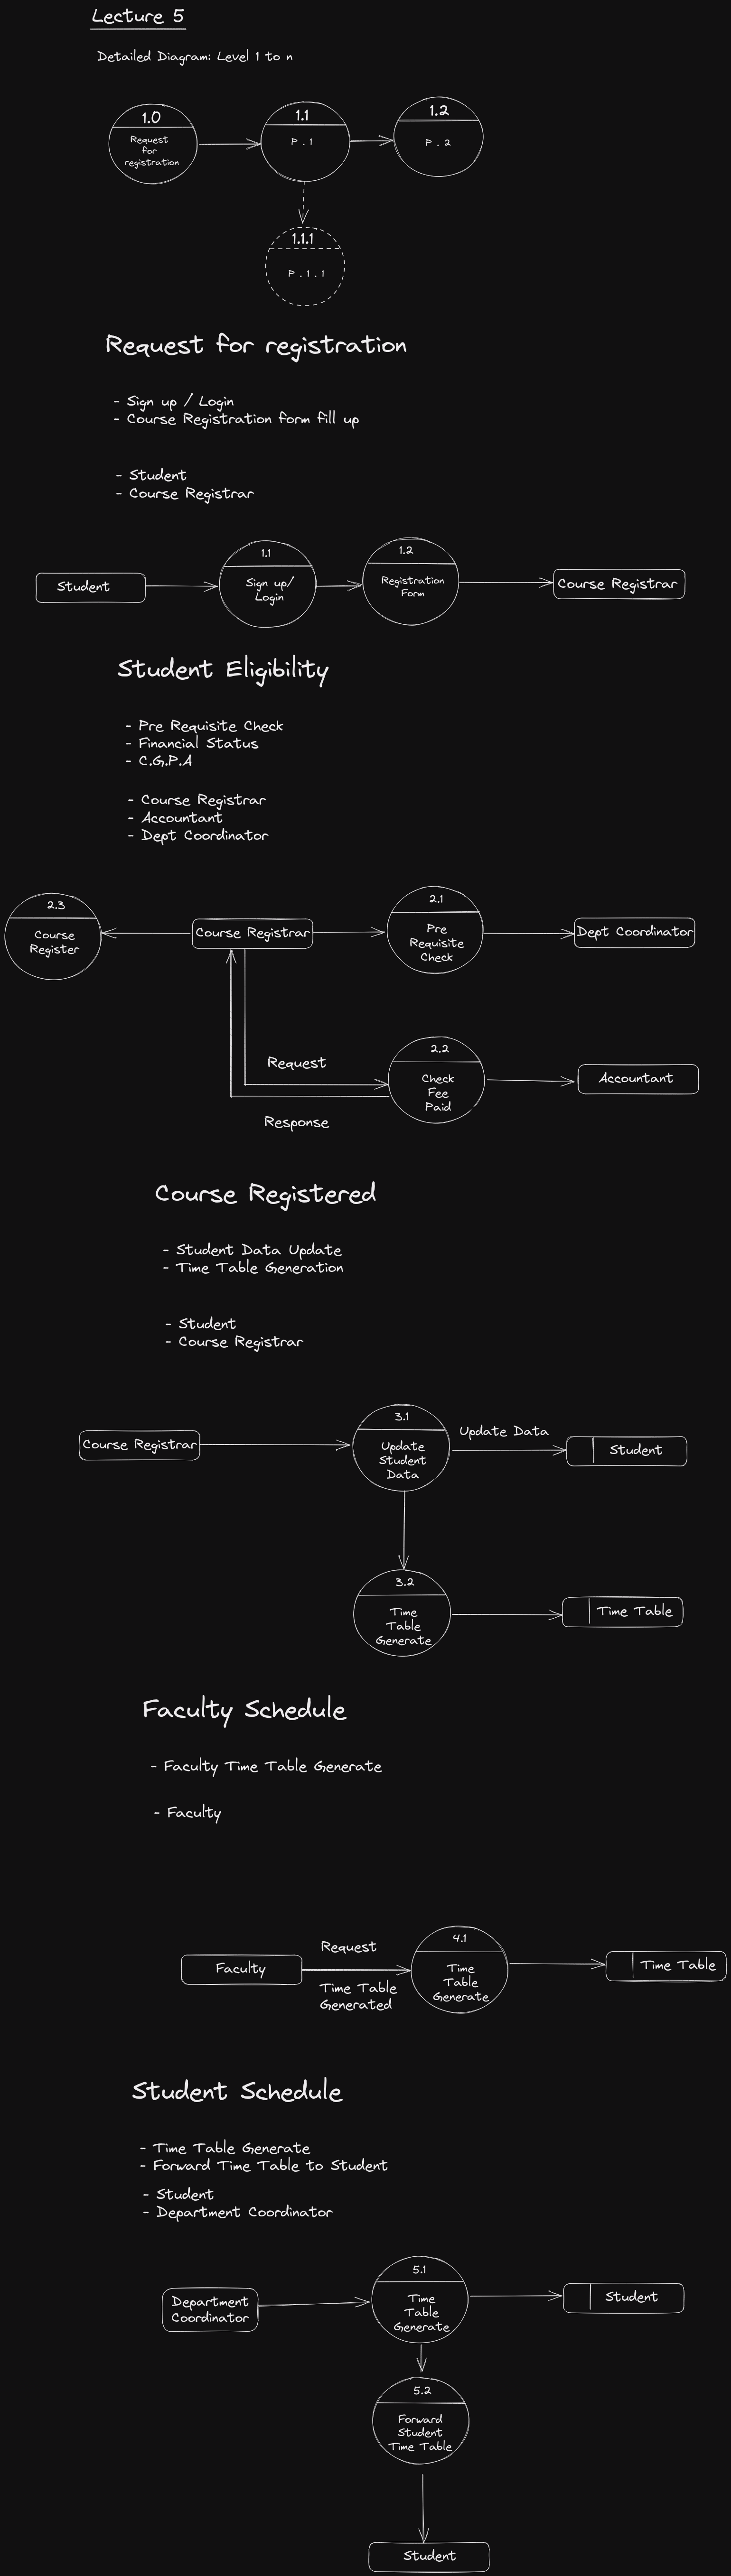 Lecture 5
Detailed Diagram: Level 1 to n
1.0
Request
for
registration
1.1
P . 1
1.2
P . 2
1.1.1
P . 1 . 1
Request for registration
- Sign up / Login
- Course Registration form fill up
- Student
- Course Registrar
Student
1.1
Sign up/
Login
1.2
Registration
Form
Course Registrar
Student Eligibility
- Pre Requisite Check
- Financial Status
- C.G.P.A
- Course Registrar
- Accountant
- Dept Coordinator
2.3
Course
Register
Course Registrar
2.1
Pre
Requisite
Check
Dept Coordinator
Request
Response
2.2
Check
Fee
Paid
Accountant
Course Registered
- Student Data Update
- Time Table Generation
- Student
- Course Registrar
Course Registrar
3.1
Update
Student
Data
Update Data
Student
3.2
Time
Table
Generate
Time Table
Faculty Schedule
- Faculty Time Table Generate
- Faculty
Faculty
Request
Time Table
Generated
4.1
Time
Table
Generate
Time Table
Student Schedule
- Time Table Generate
- Forward Time Table to Student
- Student
- Department Coordinator
Department
Coordinator
5.1
Time
Table
Generate
Student
5.2
Forward
Student
Time Table
Student